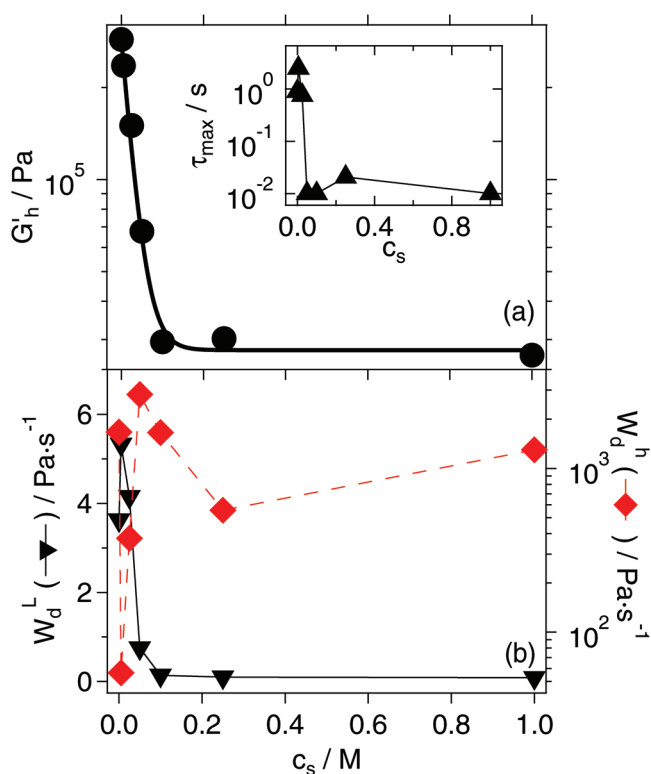 G'h / Pa
10^5
τmax / s
10^0
10^-1
10^-2
0.0 0.4 0.8
cs
(a)
WdL (—▼—) / Pa·s^-1
6
4
2
0
Wdh (—◆—) / Pa·s^-1
10^3
10^2
(b)
0.0 0.2 0.4 0.6 0.8 1.0
cs / M